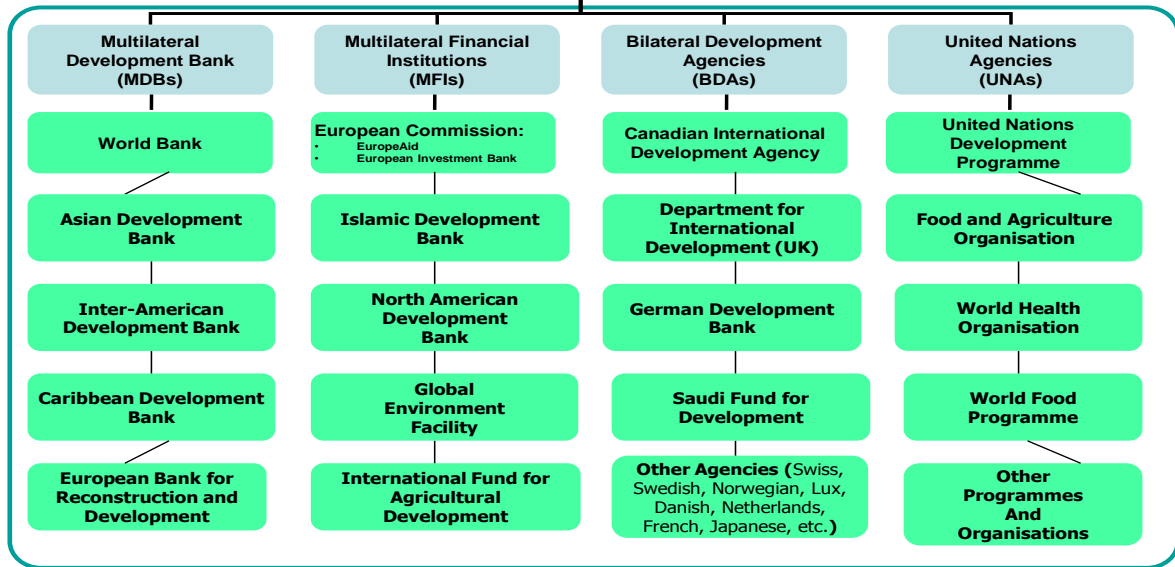 Multilateral
Development Bank
(MDBs)
Multilateral Financial
Institutions
(MFIs)
Bilateral Development
Agencies
(BDAs)
United Nations
Agencies
(UNAs)
World Bank
European Commission:
• EuropeAid
• European Investment Bank
Canadian International
Development Agency
United Nations
Development
Programme
Asian Development
Bank
Islamic Development
Bank
Department for
International
Development (UK)
Food and Agriculture
Organisation
Inter-American
Development Bank
North American
Development
Bank
German Development
Bank
World Health
Organisation
Caribbean Development
Bank
Global
Environment
Facility
Saudi Fund for
Development
World Food
Programme
European Bank for
Reconstruction and
Development
International Fund for
Agricultural
Development
Other Agencies (Swiss,
Swedish, Norwegian, Lux,
Danish, Netherlands,
French, Japanese, etc.)
Other
Programmes
And
Organisations